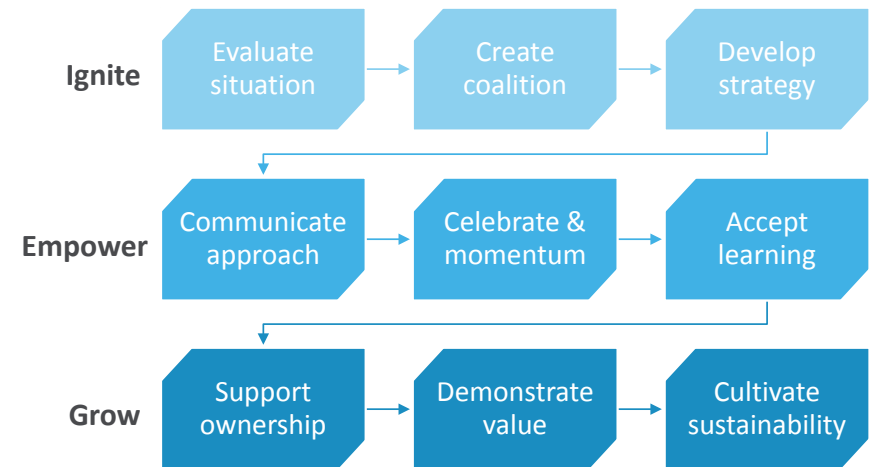 Ignite
Evaluate
situation
Create
coalition
Develop
strategy
Empower
Communicate
approach
Celebrate &
momentum
Accept
learning
Grow
Support
ownership
Demonstrate
value
Cultivate
sustainability